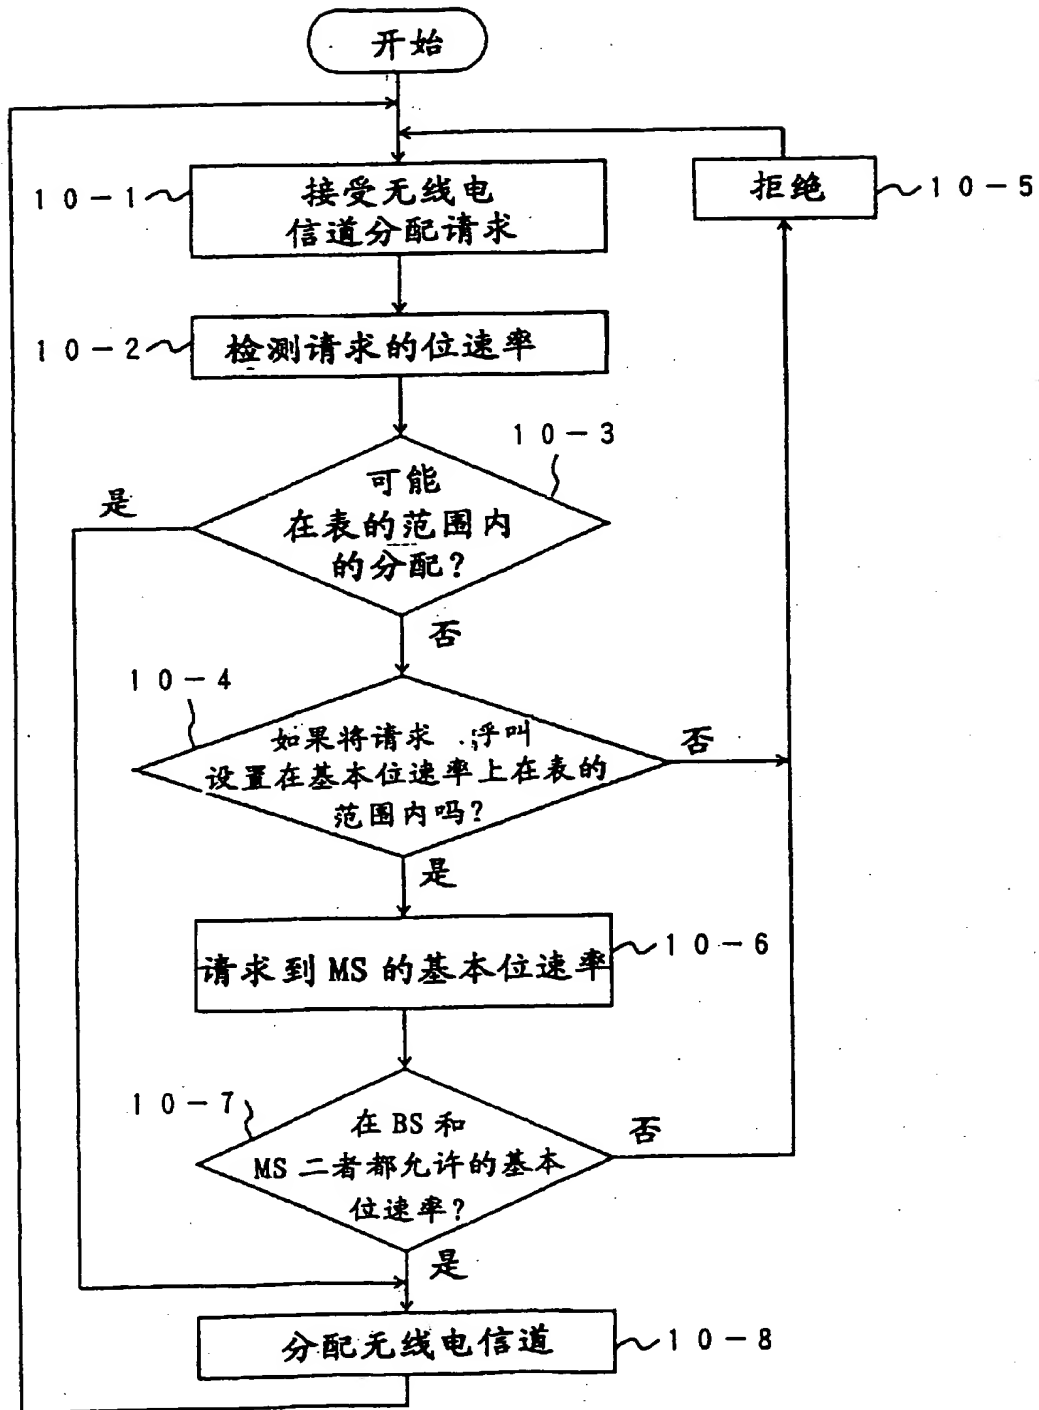 开始
接受无线电
信道分配请求
10-1
拒绝
10-5
检测请求的位速率
10-2
10-3
可能
在表的范围内
的分配?
是
否
10-4
如果将请求 呼叫
设置在基本位速率上在表的
范围内吗?
否
是
请求到MS的基本位速率
10-6
10-7
在BS和
MS二者都允许的基本
位速率?
否
是
分配无线电信道
10-8